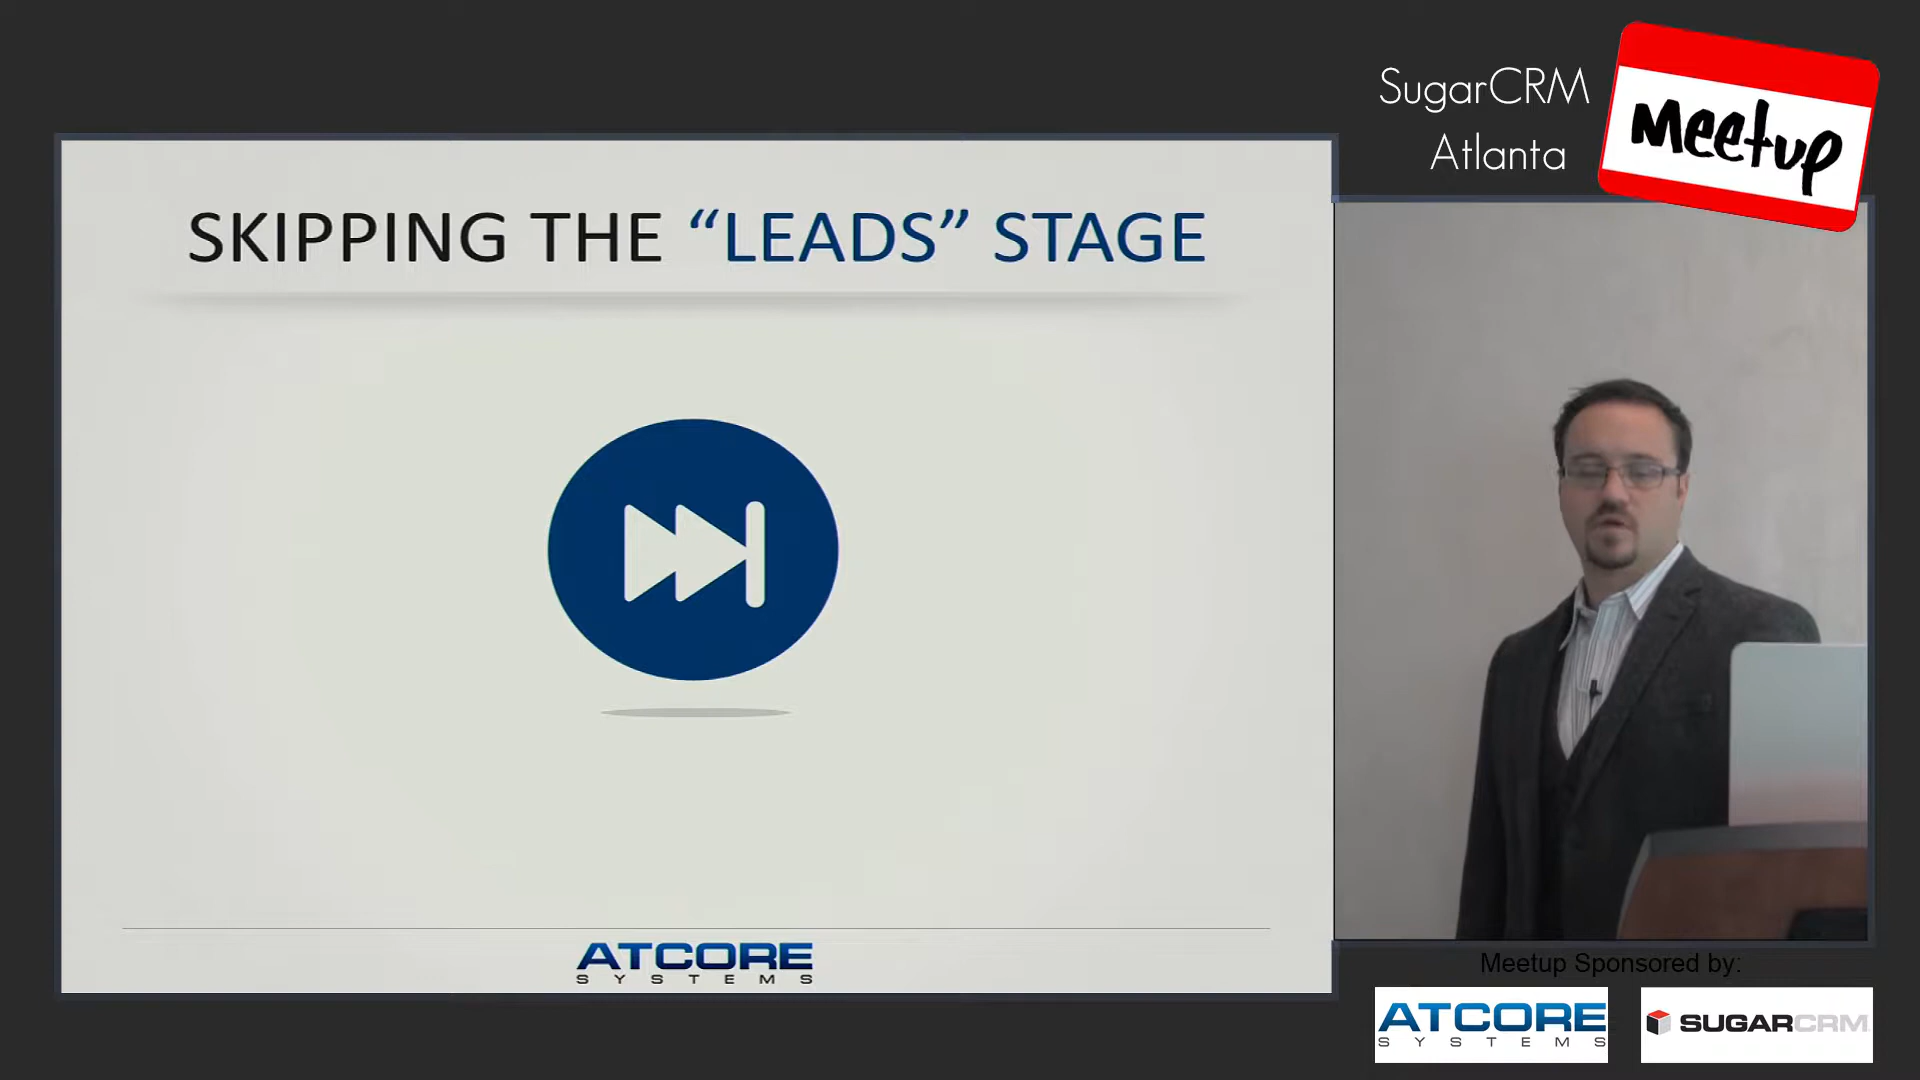 SugarCRM
Atlanta
Meetup
SKIPPING THE “LEADS” STAGE
ATCORE
SYSTEMS
Meetup Sponsored by:
ATCORE
SYSTEMS
SUGARCRM